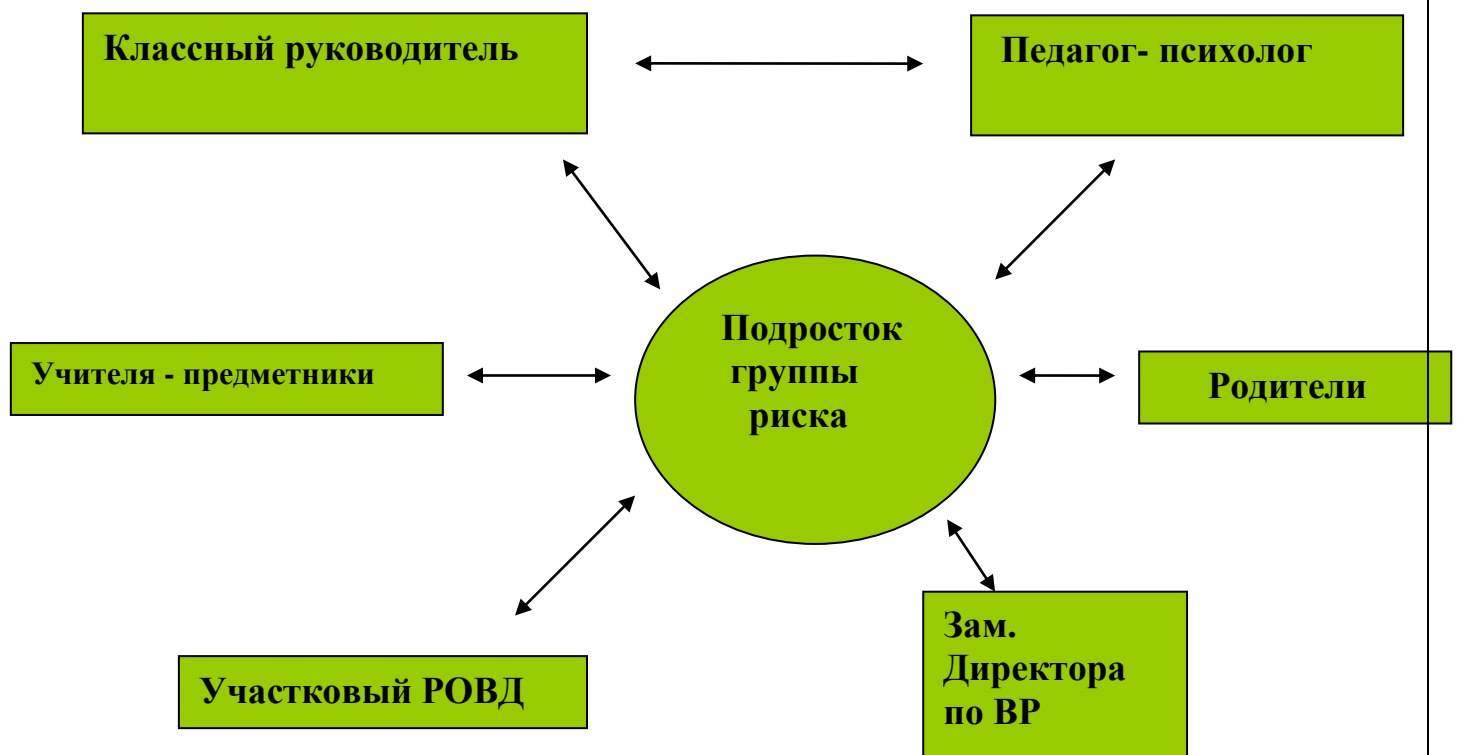 Классный руководитель
Педагог- психолог
Подросток
группы
риска
Учителя - предметники
Родители
Участковый РОВД
Зам.
Директора
по ВР